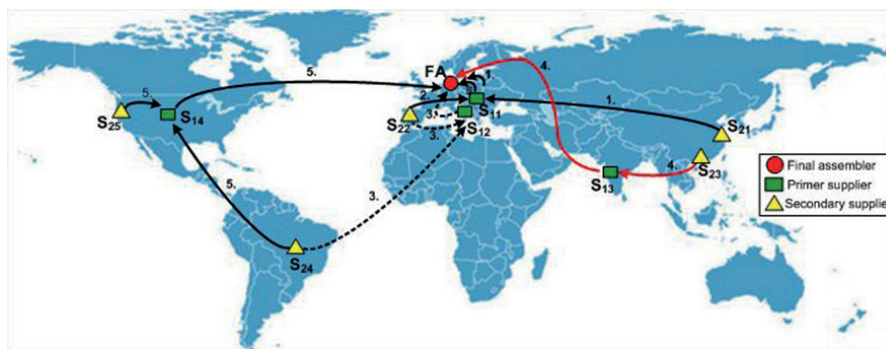 4.
FA
1.
5.
5.
2.
1.
3.
S14
S11
S25
S22
S21
3.
S12
4.
S23
S13
5.
3.
S24
Final assembler
Primer supplier
Secondary supplie